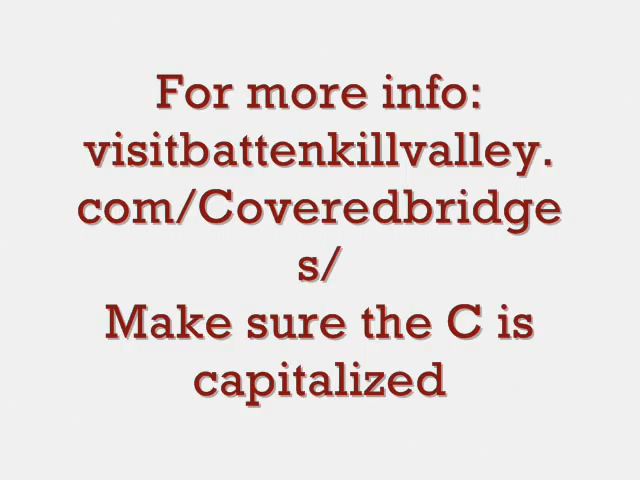 For more info:
visitbattenkillvalley.
com/Coveredbridge
s/
Make sure the C is
capitalized